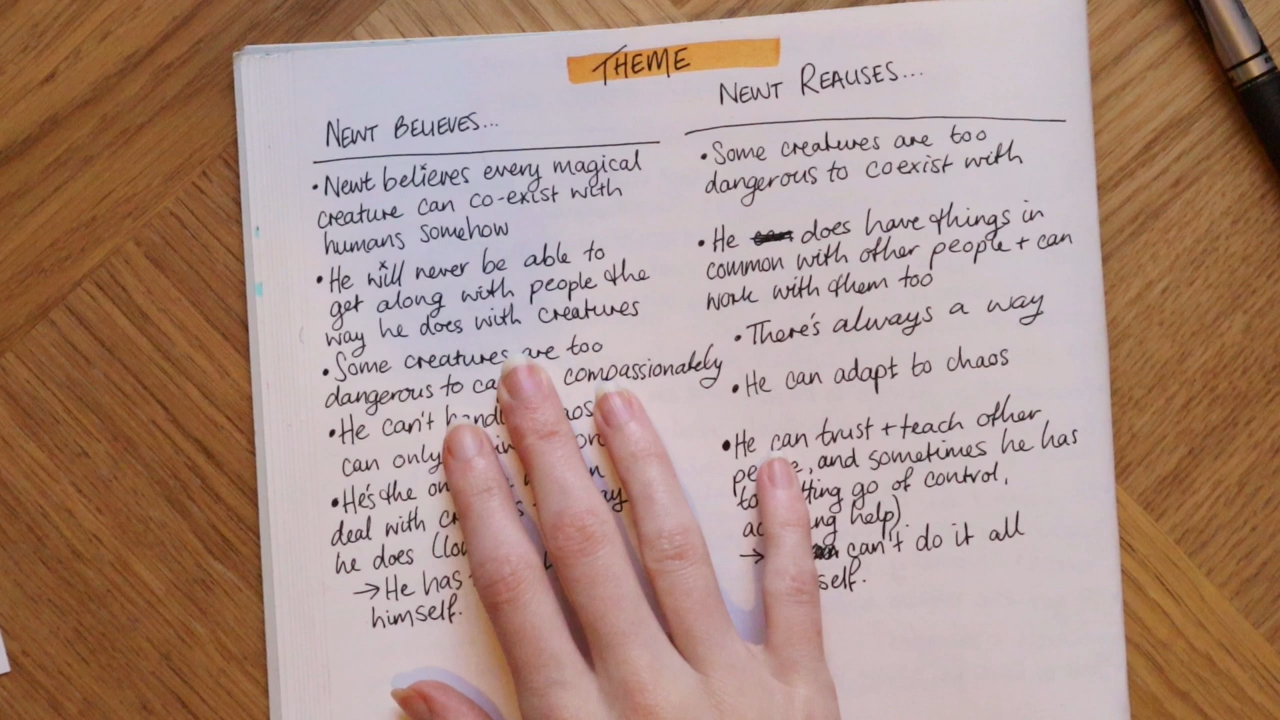 THEME
NEWT BELIEVES...
• Newt believes every magical
creature can co-exist with
humans somehow
• He will never be able to
get along with people the
way he does with creatures
• Some creatures are too
dangerous to compassionately
• He can't
can only
• He's the
deal with
he does
→ He has
himself.
NEWT REALISES...
• Some creatures are too
dangerous to coexist with
• He does have things in
common with other people + can
work with them too
• There's always a way
• He can adapt to chaos
• He can trust + teach other
, and sometimes he has
go of control,
help).
→ can't do it all